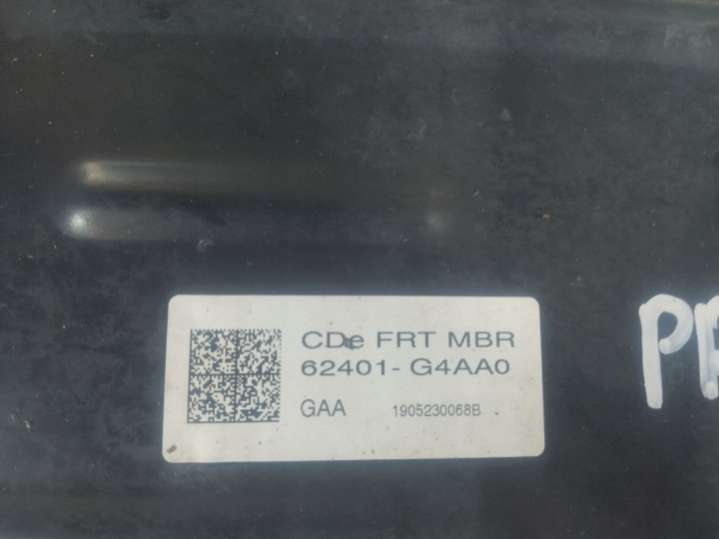 CDe FRT MBR
62401- G4AA0
GAA 1905230068B